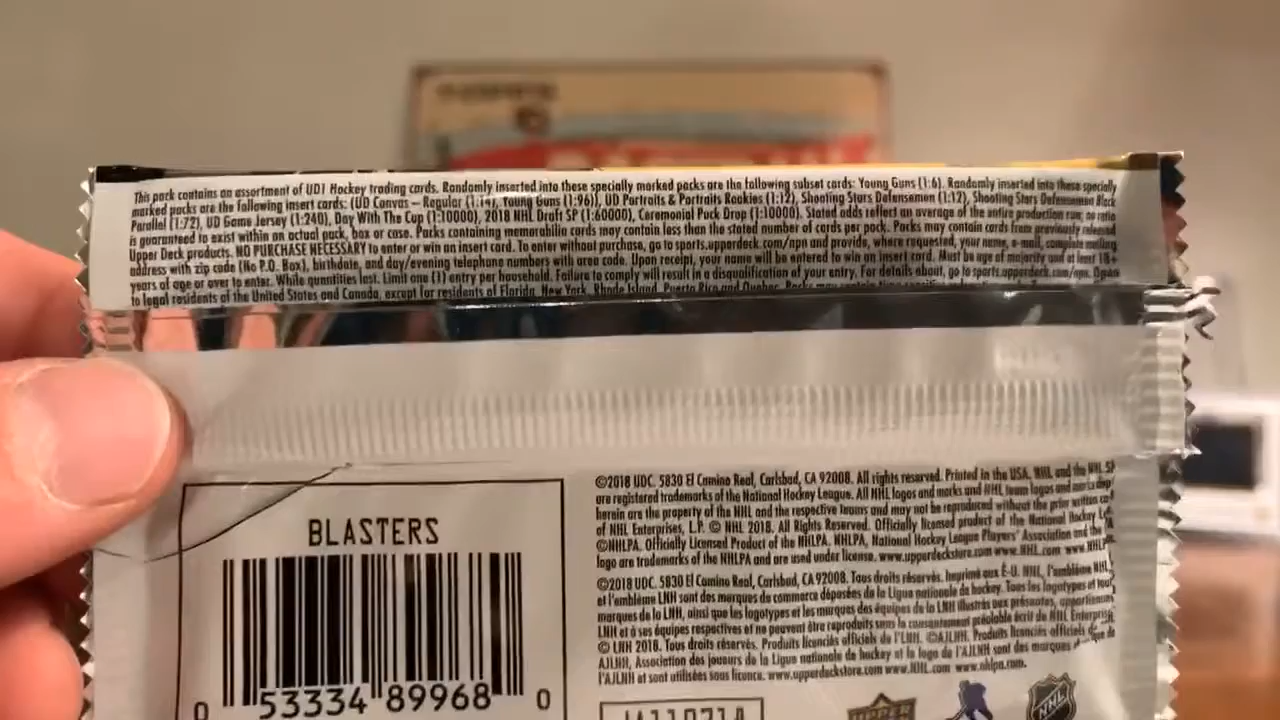 TOPPS
This pack contains an assortment of UD1 Hockey trading cards. Randomly inserted into these specially marked packs are the following subset cards: Young Guns (1:6). Randomly inserted into these specially
marked packs are the following insert cards: (UD Canvas – Regular (1:14), Young Guns (1:96)), UD Portraits & Portraits Rookies (1:12), Shooting Stars Defensemen (1:12), Shooting Stars Defensemen Black
Parallel (1:72), UD Game Jersey (1:240), Day With The Cup (1:10000), 2018 NHL Draft SP (1:60000), Ceremonial Puck Drop (1:10000). Stated odds reflect an average of the entire production run; no ratio
is guaranteed to exist within an actual pack, box or case. Packs containing memorabilia cards may contain less than the stated number of cards per pack. Packs may contain cards from previously released
Upper Deck products. NO PURCHASE NECESSARY to enter or win an insert card. To enter without purchase, go to sports.upperdeck.com/npn and provide, where requested, your name, e-mail, complete mailing
address with zip code (No P.O. Box), birthdate, and day/evening telephone numbers with area code. Upon receipt, your name will be entered to win an insert card. Must be age of majority and at least 18+
years of age or over to enter. While quantities last. Limit one (1) entry per household. Failure to comply will result in a disqualification of your entry. For details about, go to sports.upperdeck.com/npn. Open
to legal residents of the United States and Canada, except for residents of Florida, New York, Rhode Island, Puerto Rico and Quebec. Packs may contain
BLASTERS
0 53334 89968 0
©2018 UDC. 5830 El Camino Real, Carlsbad, CA 92008. All rights reserved. Printed in the USA. NHL and the NHL
are registered trademarks of the National Hockey League. All NHL logos and marks and NHL team logos and marks
herein are the property of the NHL and the respective teams and may not be reproduced without the prior written
of NHL Enterprises, L.P. © NHL 2018. All Rights Reserved. Officially licensed product of the National Hockey
©NHLPA. Officially Licensed Product of the NHLPA. NHLPA, National Hockey League Players' Association and the
logo are trademarks of the NHLPA and are used under license. www.upperdeckstore.com www.NHL.com
©2018 UDC. 5830 El Camino Real, Carlsbad, CA 92008. Tous droits réservés. Imprimé aux É-U. NHL, l'emblème NHL,
et l'emblème LNH sont des marques de commerce déposées de la Ligue nationale de hockey. Tous les logotypes et
marques de la LNH, ainsi que les logotypes et les marques des équipes de la LNH illustrés aux présentes, appartiennent
LNH et à ses équipes respectives et ne peuvent être reproduits sans le consentement préalable écrit de NHL
© LNH 2018. Tous droits réservés. Produits licenciés officiels de l'LNH. ©AJLNH. Produits licenciés officiels
AJLNH, Association des joueurs de la Ligue nationale de hockey et le logo de l'AJLNH sont des marques de
l'AJLNH et sont utilisées sous licence. www.upperdeckstore.com www.NHL.com www.nhlpa.com.
UPPER
NHL